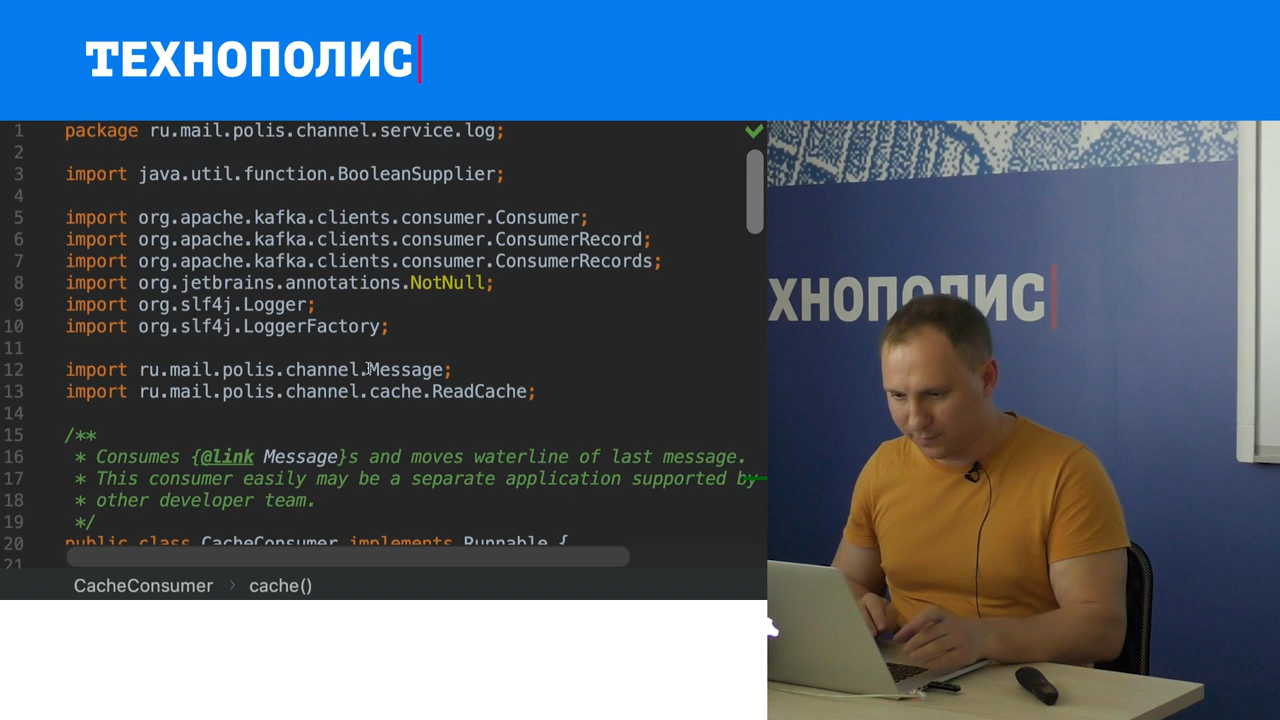 ТЕХНОПОЛИС
1 package ru.mail.polis.channel.service.log;
2
3 import java.util.function.BooleanSupplier;
4
5 import org.apache.kafka.clients.consumer.Consumer;
6 import org.apache.kafka.clients.consumer.ConsumerRecord;
7 import org.apache.kafka.clients.consumer.ConsumerRecords;
8 import org.jetbrains.annotations.NotNull;
9 import org.slf4j.Logger;
10 import org.slf4j.LoggerFactory;
11
12 import ru.mail.polis.channel.Message;
13 import ru.mail.polis.channel.cache.ReadCache;
14
15 /**
16 * Consumes {@link Message}s and moves waterline of last message.
17 * This consumer easily may be a separate application supported by
18 * other developer team.
19 */
20 public class CacheConsumer implements Runnable {
21
CacheConsumer › cache()
ХНОПОЛИС